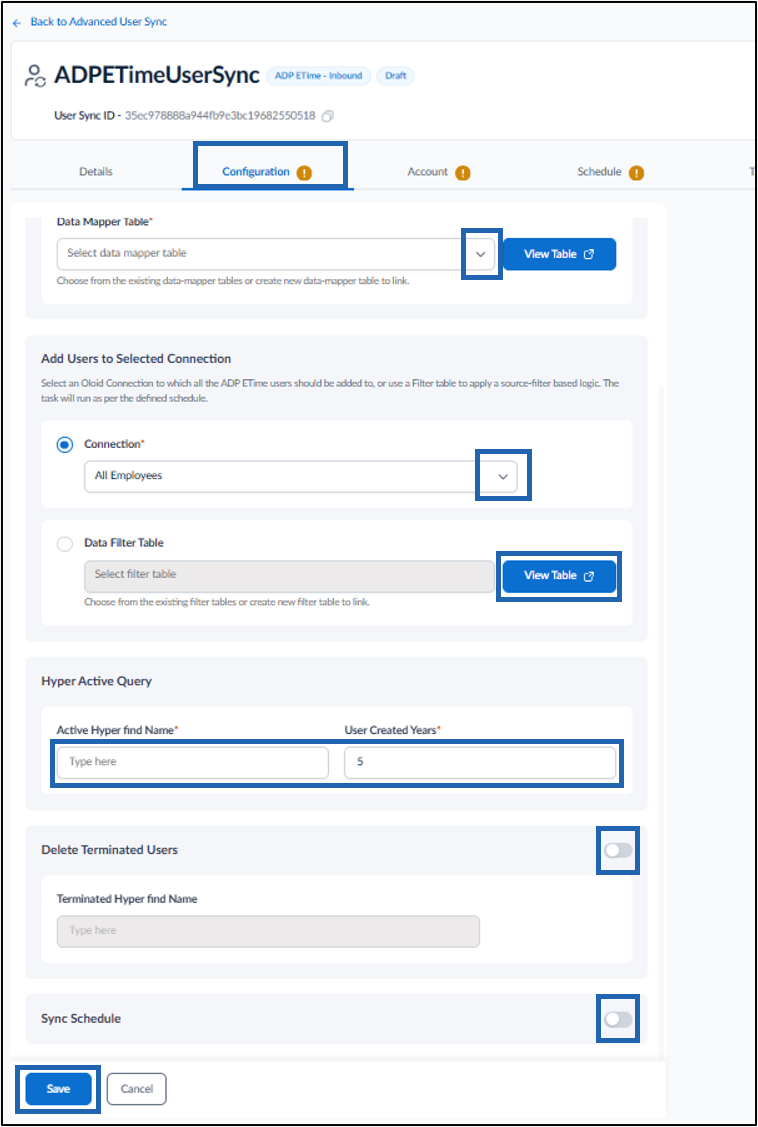 ← Back to Advanced User Sync
ADPETimeUserSync ADP ETime - Inbound Draft
User Sync ID - 35ec978888a944fb9e3bc19682550518
Details Configuration ! Account ! Schedule ! T
Data Mapper Table*
Select data mapper table View Table
Choose from the existing data-mapper tables or create new data-mapper table to link.
Add Users to Selected Connection
Select an Oloid Connection to which all the ADP ETime users should be added to, or use a Filter table to apply a source-filter based logic. The
task will run as per the defined schedule.
Connection*
All Employees
Data Filter Table
Select filter table View Table
Choose from the existing filter tables or create new filter table to link.
Hyper Active Query
Active Hyper find Name* User Created Years*
Type here 5
Delete Terminated Users
Terminated Hyper find Name
Type here
Sync Schedule
Save Cancel